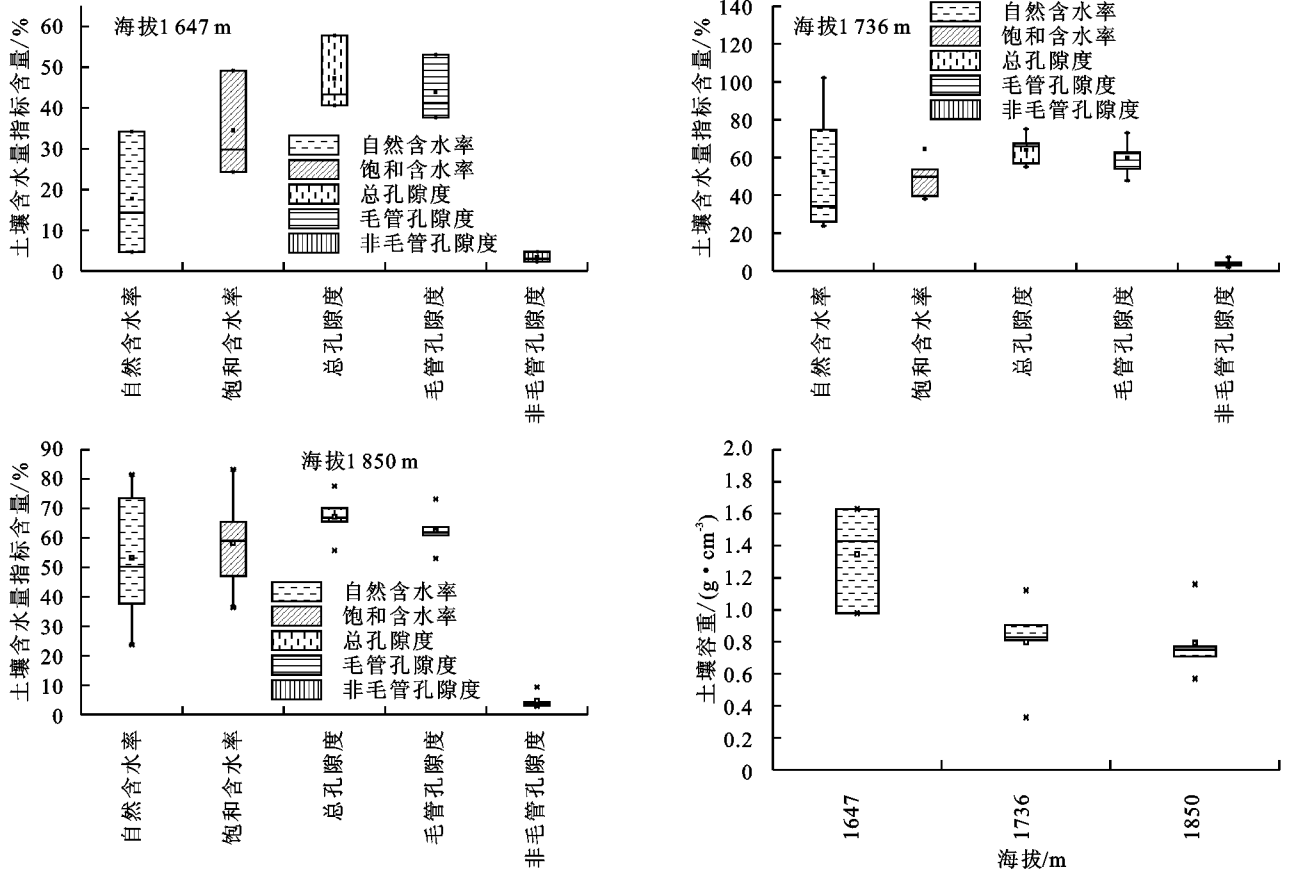 土壤含水量指标含量/%
60
50
40
30
20
10
0
海拔1 647 m
自然含水率
饱和含水率
总孔隙度
毛管孔隙度
非毛管孔隙度
自然含水率
饱和含水率
总孔隙度
毛管孔隙度
非毛管孔隙度
土壤含水量指标含量/%
140
120
100
80
60
40
20
0
海拔1 736 m
自然含水率
饱和含水率
总孔隙度
毛管孔隙度
非毛管孔隙度
自然含水率
饱和含水率
总孔隙度
毛管孔隙度
非毛管孔隙度
土壤含水量指标含量/%
90
80
70
60
50
40
30
20
10
0
海拔1 850 m
自然含水率
饱和含水率
总孔隙度
毛管孔隙度
非毛管孔隙度
自然含水率
饱和含水率
总孔隙度
毛管孔隙度
非毛管孔隙度
土壤容重/(g·cm⁻³)
2.0
1.8
1.6
1.4
1.2
1.0
0.8
0.6
0.4
0.2
0
1647
1736
1850
海拔/m